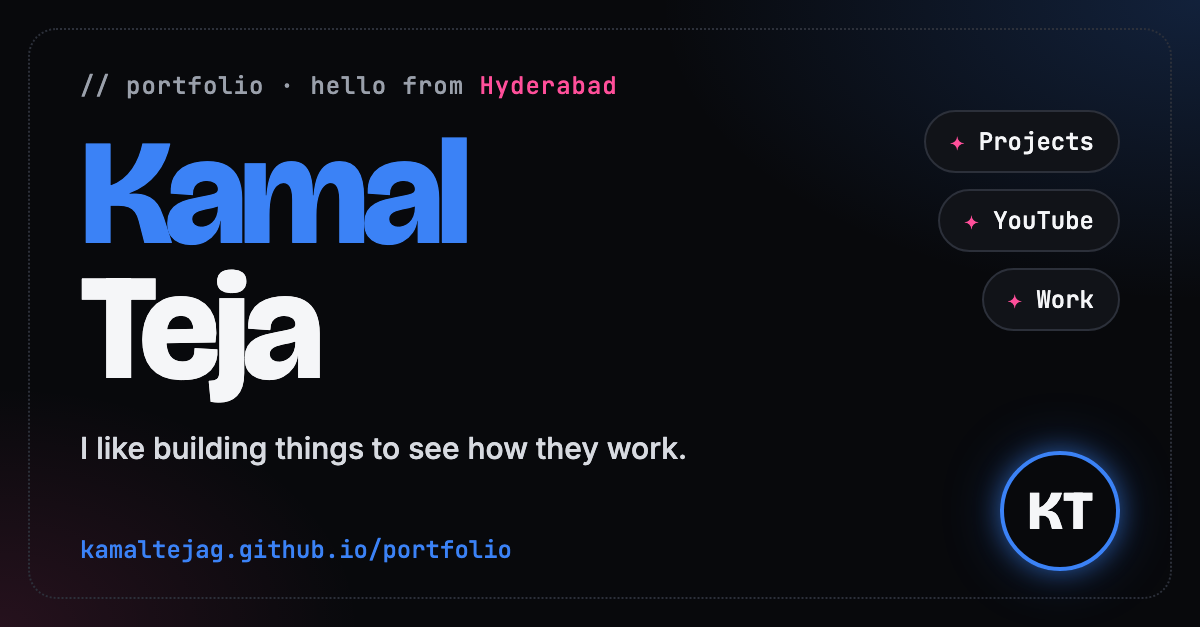 // portfolio · hello from Hyderabad
Kamal
Teja
I like building things to see how they work.
kamaltejag.github.io/portfolio
✦ Projects
✦ YouTube
✦ Work
KT